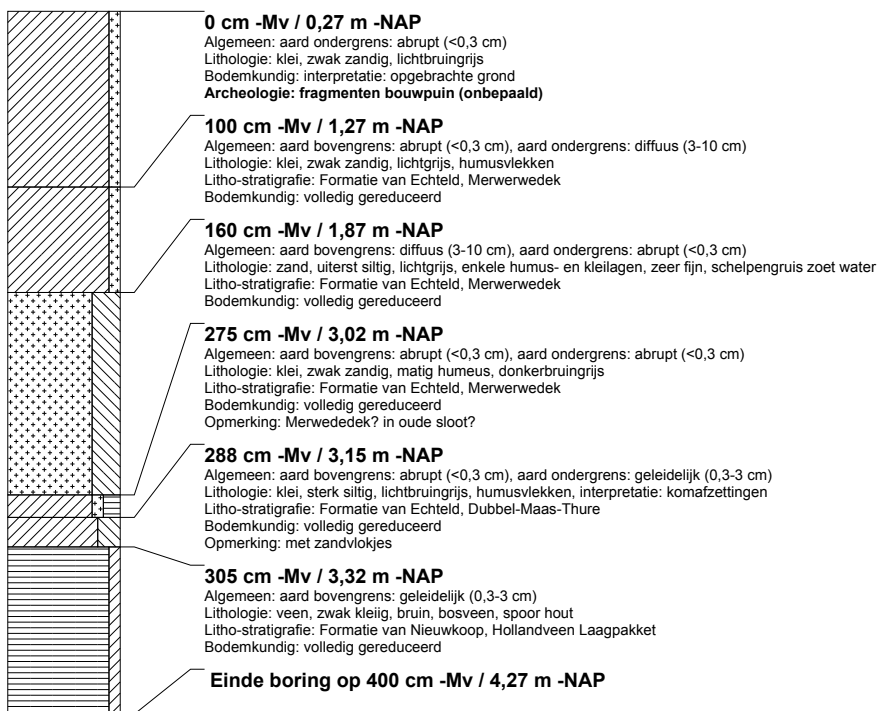 0 cm -Mv / 0,27 m -NAP
Algemeen: aard ondergrens: abrupt (<0,3 cm)
Lithologie: klei, zwak zandig, lichtbruingrijs
Bodemkundig: interpretatie: opgebrachte grond
Archeologie: fragmenten bouwpuin (onbepaald)
100 cm -Mv / 1,27 m -NAP
Algemeen: aard bovengrens: abrupt (<0,3 cm), aard ondergrens: diffuus (3-10 cm)
Lithologie: klei, zwak zandig, lichtgrijs, humusvlekken
Litho-stratigrafie: Formatie van Echteld, Merwerwedek
Bodemkundig: volledig gereduceerd
160 cm -Mv / 1,87 m -NAP
Algemeen: aard bovengrens: diffuus (3-10 cm), aard ondergrens: abrupt (<0,3 cm)
Lithologie: zand, uiterst siltig, lichtgrijs, enkele humus- en kleilagen, zeer fijn, schelpengruis zoet water
Litho-stratigrafie: Formatie van Echteld, Merwerwedek
Bodemkundig: volledig gereduceerd
275 cm -Mv / 3,02 m -NAP
Algemeen: aard bovengrens: abrupt (<0,3 cm), aard ondergrens: abrupt (<0,3 cm)
Lithologie: klei, zwak zandig, matig humeus, donkerbruingrijs
Litho-stratigrafie: Formatie van Echteld, Merwerwedek
Bodemkundig: volledig gereduceerd
Opmerking: Merwededek? in oude sloot?
288 cm -Mv / 3,15 m -NAP
Algemeen: aard bovengrens: abrupt (<0,3 cm), aard ondergrens: geleidelijk (0,3-3 cm)
Lithologie: klei, sterk siltig, lichtbruingrijs, humusvlekken, interpretatie: komafzettingen
Litho-stratigrafie: Formatie van Echteld, Dubbel-Maas-Thure
Bodemkundig: volledig gereduceerd
Opmerking: met zandvlokjes
305 cm -Mv / 3,32 m -NAP
Algemeen: aard bovengrens: geleidelijk (0,3-3 cm)
Lithologie: veen, zwak kleiig, bruin, bosveen, spoor hout
Litho-stratigrafie: Formatie van Nieuwkoop, Hollandveen Laagpakket
Bodemkundig: volledig gereduceerd
Einde boring op 400 cm -Mv / 4,27 m -NAP